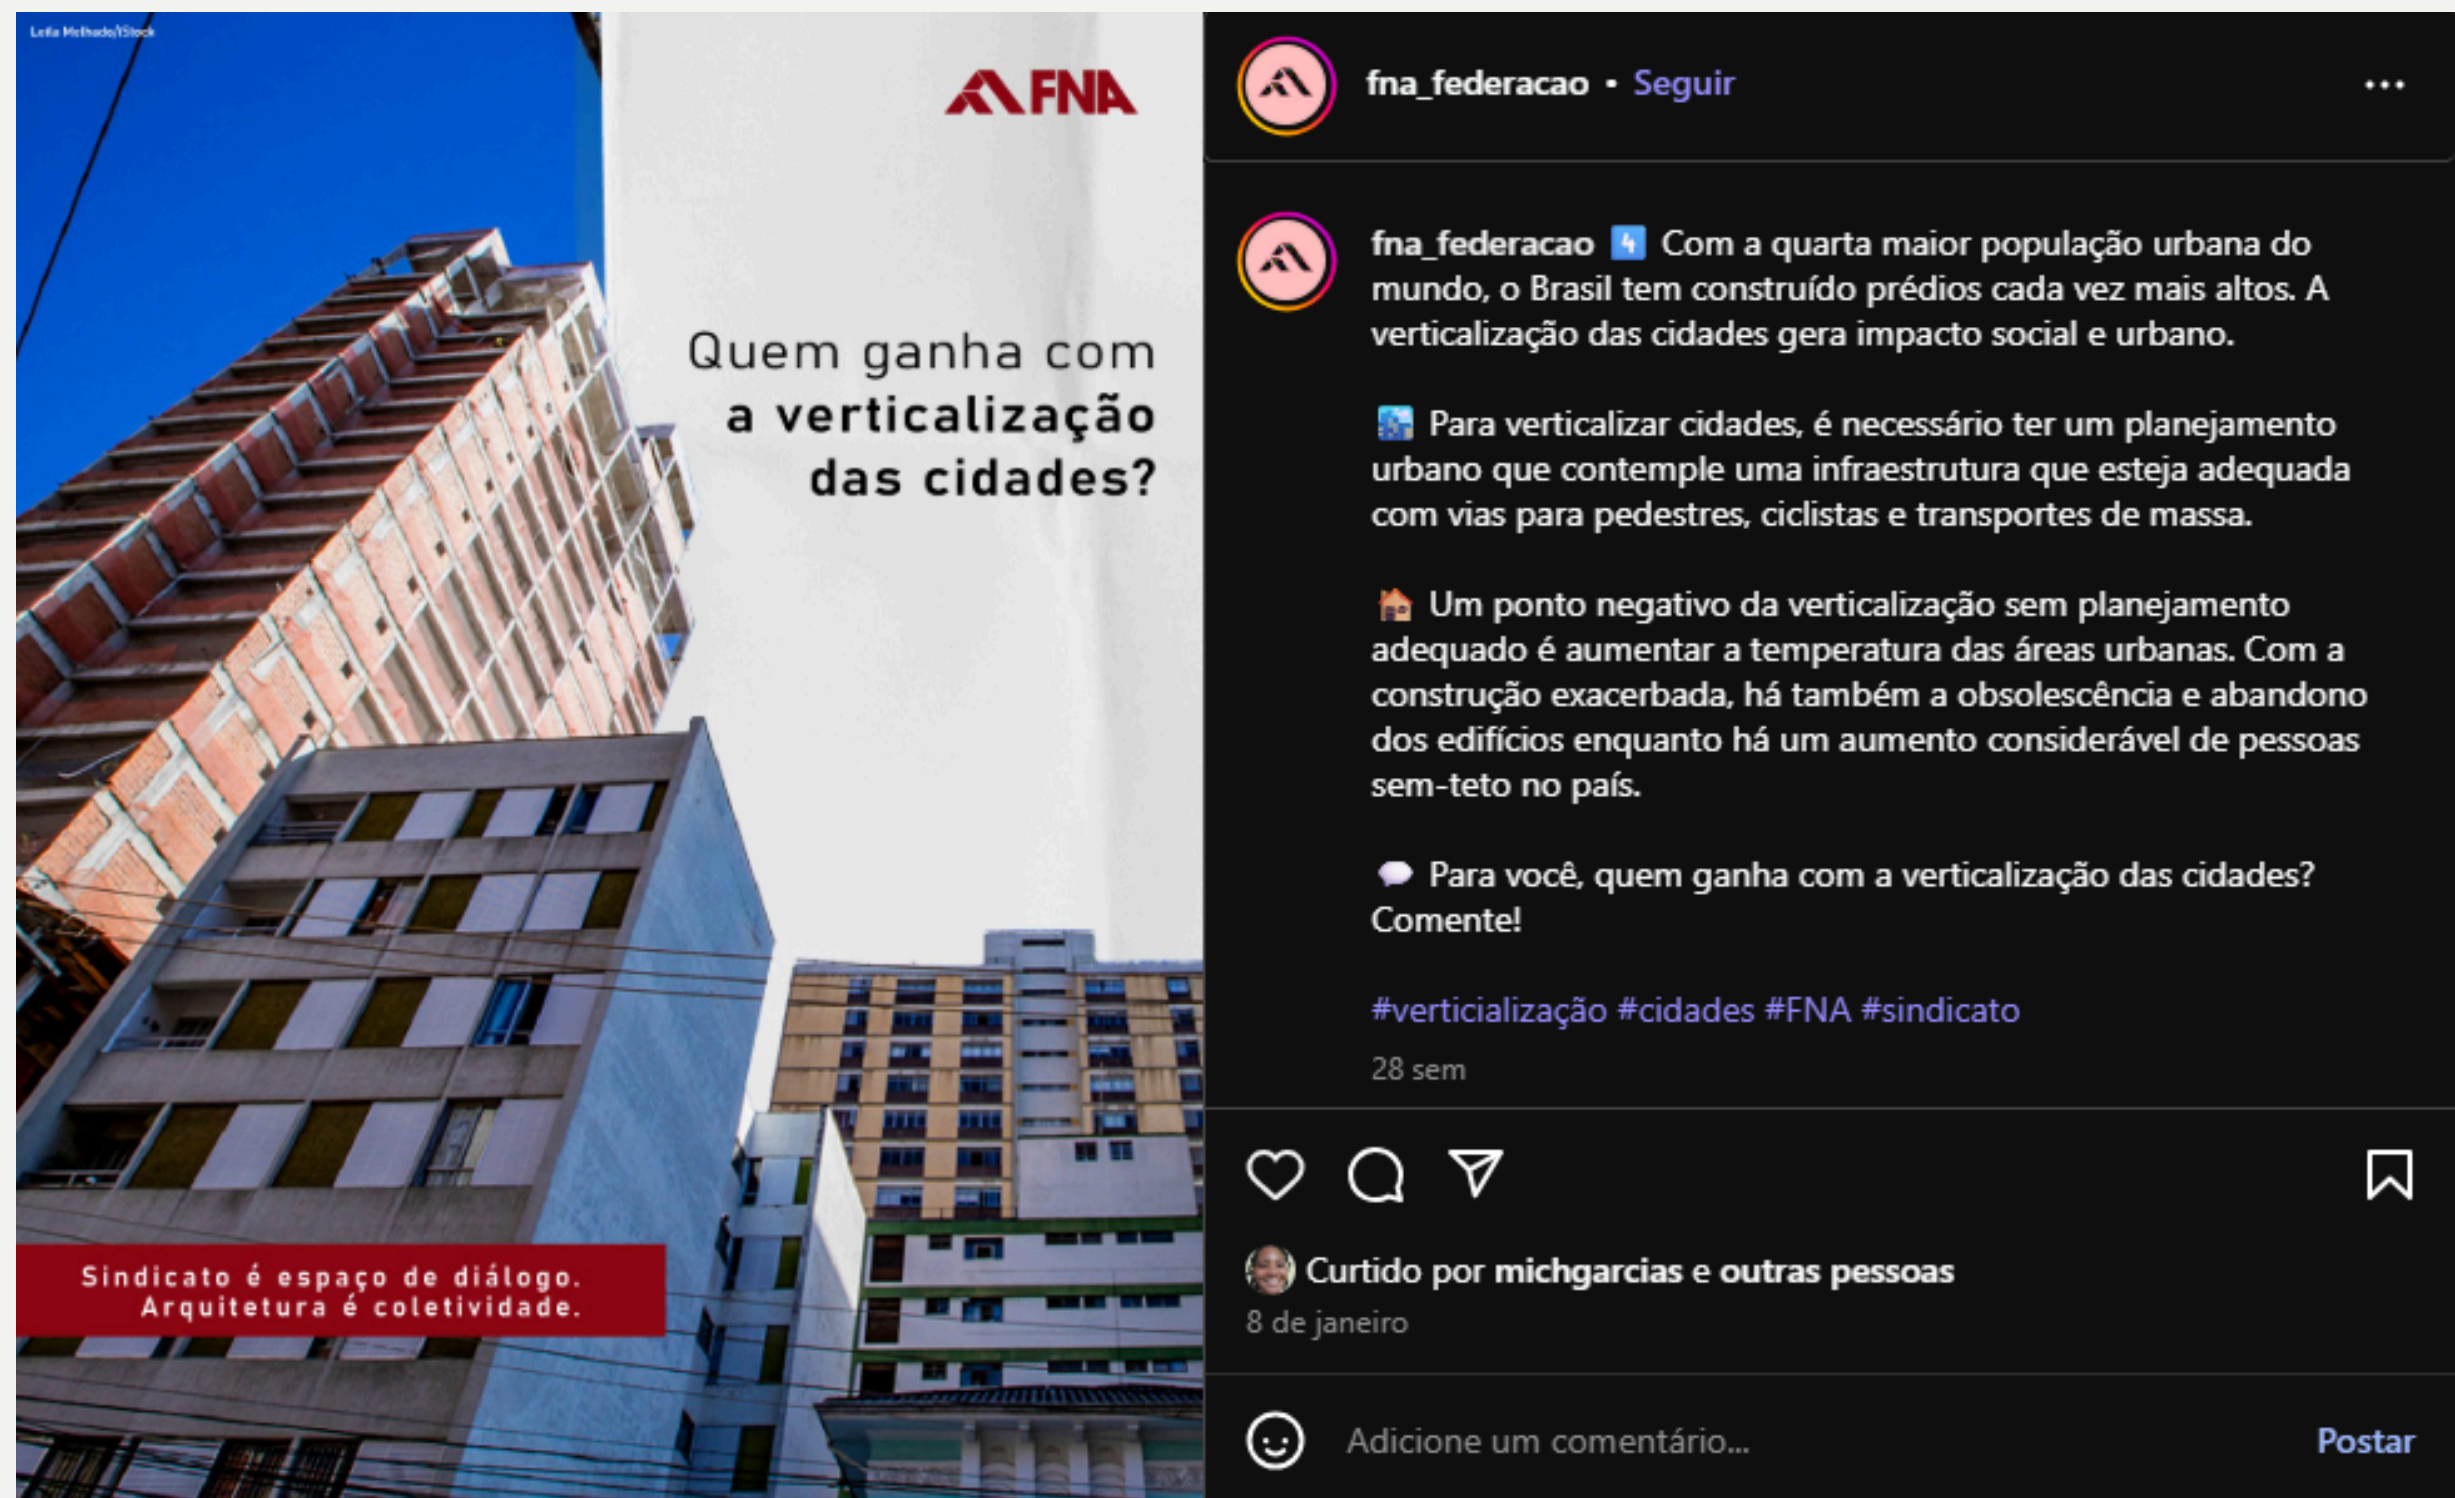 Leila Melhado/iStock
FNA
Quem ganha com
a verticalização
das cidades?
Sindicato é espaço de diálogo.
Arquitetura é coletividade.
fna_federacao • Seguir
fna_federacao 4️⃣ Com a quarta maior população urbana do
mundo, o Brasil tem construído prédios cada vez mais altos. A
verticalização das cidades gera impacto social e urbano.
🏙️ Para verticalizar cidades, é necessário ter um planejamento
urbano que contemple uma infraestrutura que esteja adequada
com vias para pedestres, ciclistas e transportes de massa.
🏠 Um ponto negativo da verticalização sem planejamento
adequado é aumentar a temperatura das áreas urbanas. Com a
construção exacerbada, há também a obsolescência e abandono
dos edifícios enquanto há um aumento considerável de pessoas
sem-teto no país.
💬 Para você, quem ganha com a verticalização das cidades?
Comente!
#verticialização #cidades #FNA #sindicato
28 sem
Curtido por michgarcias e outras pessoas
8 de janeiro
Adicione um comentário...
Postar